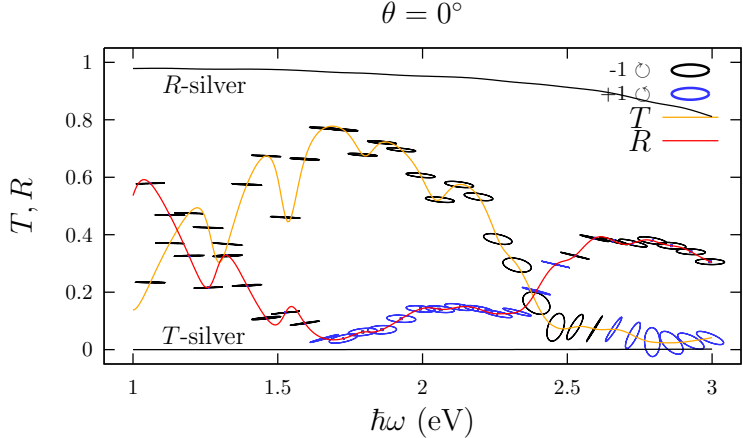 θ = 0°
1
0.8
0.6
0.4
0.2
0
T, R
R-silver
T-silver
-1 ↻
+1 ↻
T
R
1
1.5
2
2.5
3
ħω (eV)